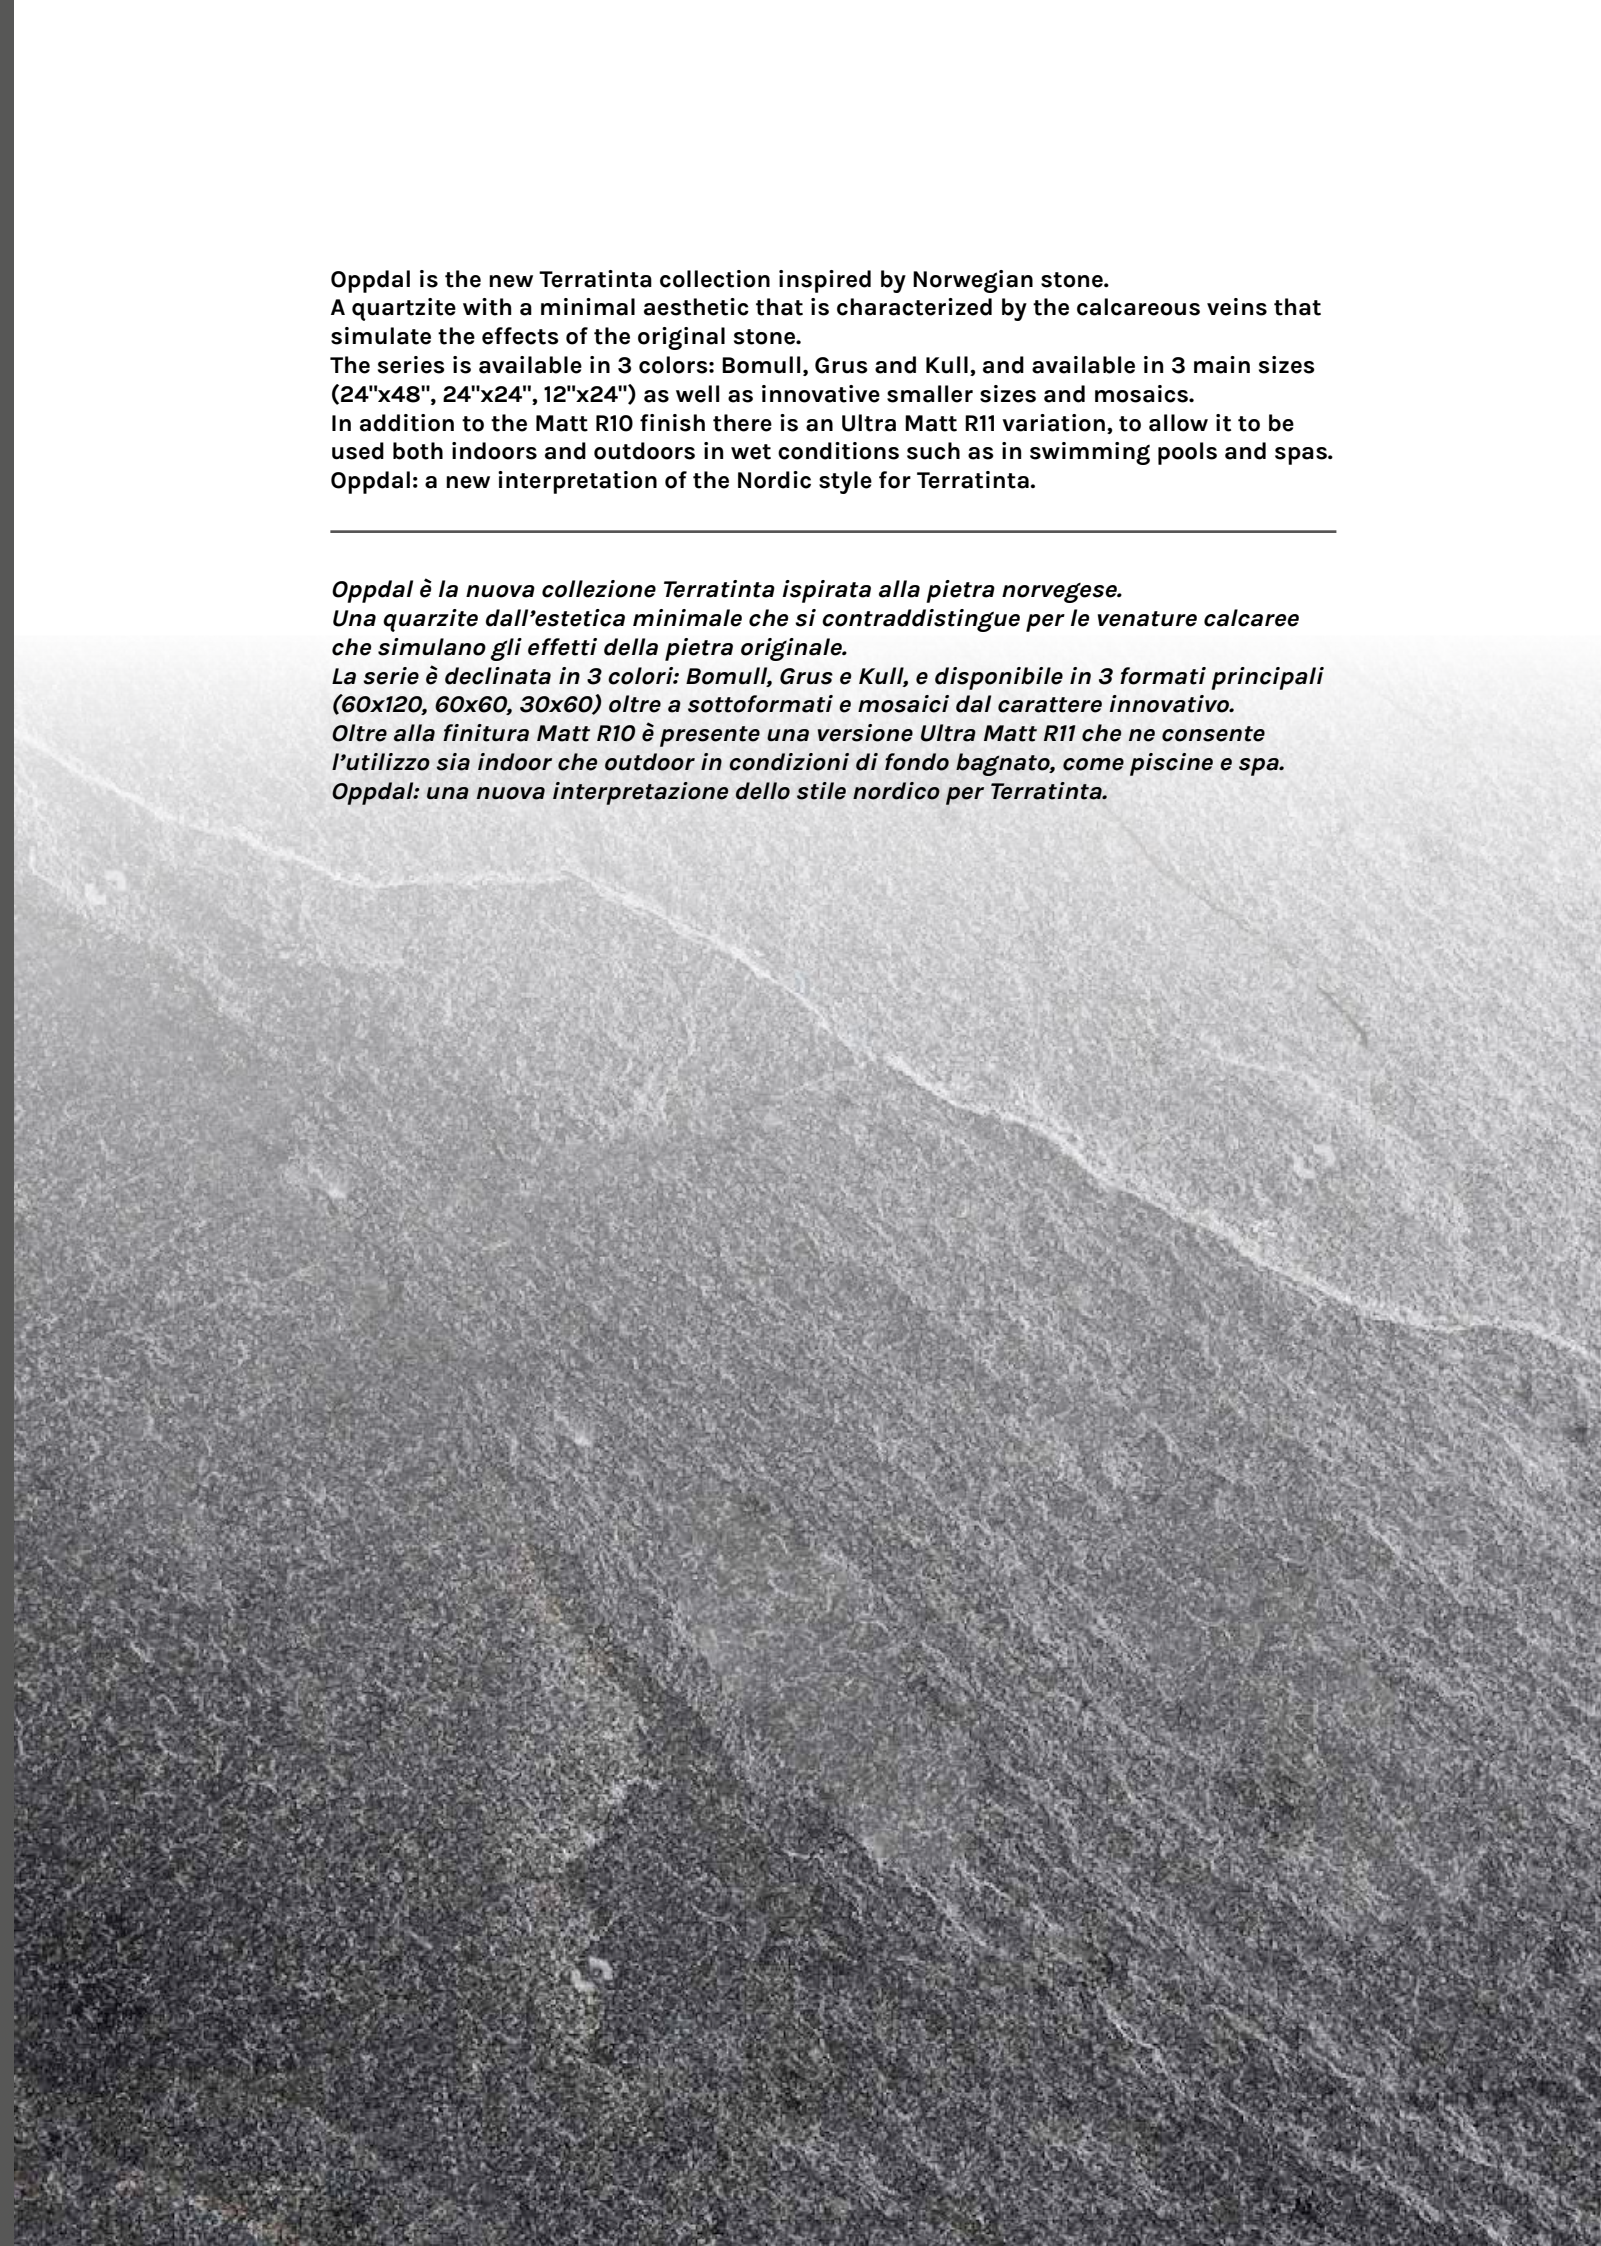 Oppdal is the new Terratinta collection inspired by Norwegian stone.
A quartzite with a minimal aesthetic that is characterized by the calcareous veins that
simulate the effects of the original stone.
The series is available in 3 colors: Bomull, Grus and Kull, and available in 3 main sizes
(24"x48", 24"x24", 12"x24") as well as innovative smaller sizes and mosaics.
In addition to the Matt R10 finish there is an Ultra Matt R11 variation, to allow it to be
used both indoors and outdoors in wet conditions such as in swimming pools and spas.
Oppdal: a new interpretation of the Nordic style for Terratinta.
Oppdal è la nuova collezione Terratinta ispirata alla pietra norvegese.
Una quarzite dall’estetica minimale che si contraddistingue per le venature calcaree
che simulano gli effetti della pietra originale.
La serie è declinata in 3 colori: Bomull, Grus e Kull, e disponibile in 3 formati principali
(60x120, 60x60, 30x60) oltre a sottoformati e mosaici dal carattere innovativo.
Oltre alla finitura Matt R10 è presente una versione Ultra Matt R11 che ne consente
l’utilizzo sia indoor che outdoor in condizioni di fondo bagnato, come piscine e spa.
Oppdal: una nuova interpretazione dello stile nordico per Terratinta.